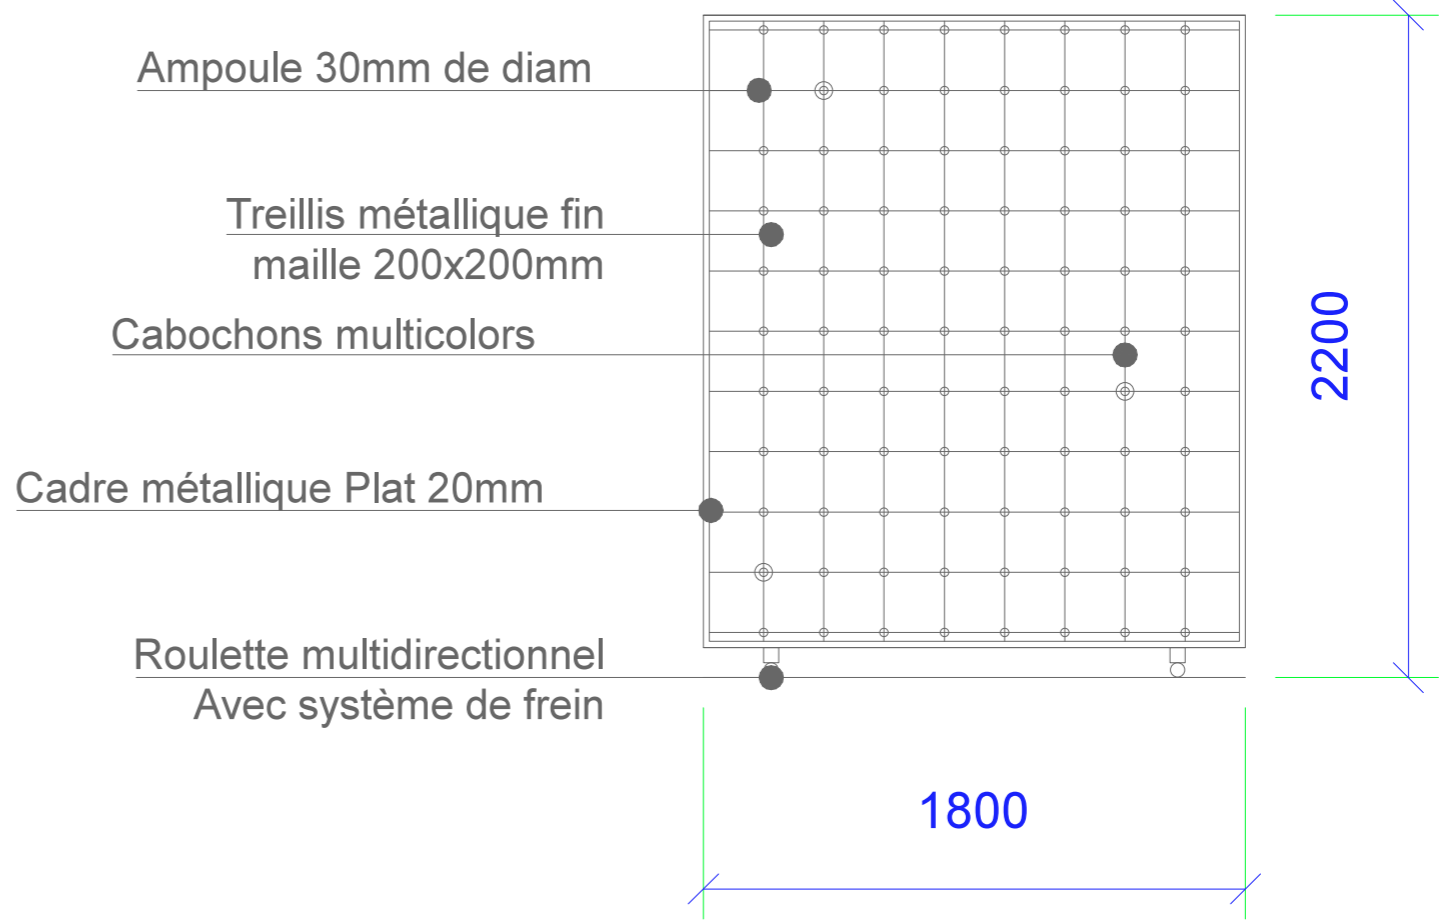 Ampoule 30mm de diam
Treillis métallique fin
maille 200x200mm
Cabochons multicolors
Cadre métallique Plat 20mm
Roulette multidirectionnel
Avec système de frein
2200
1800